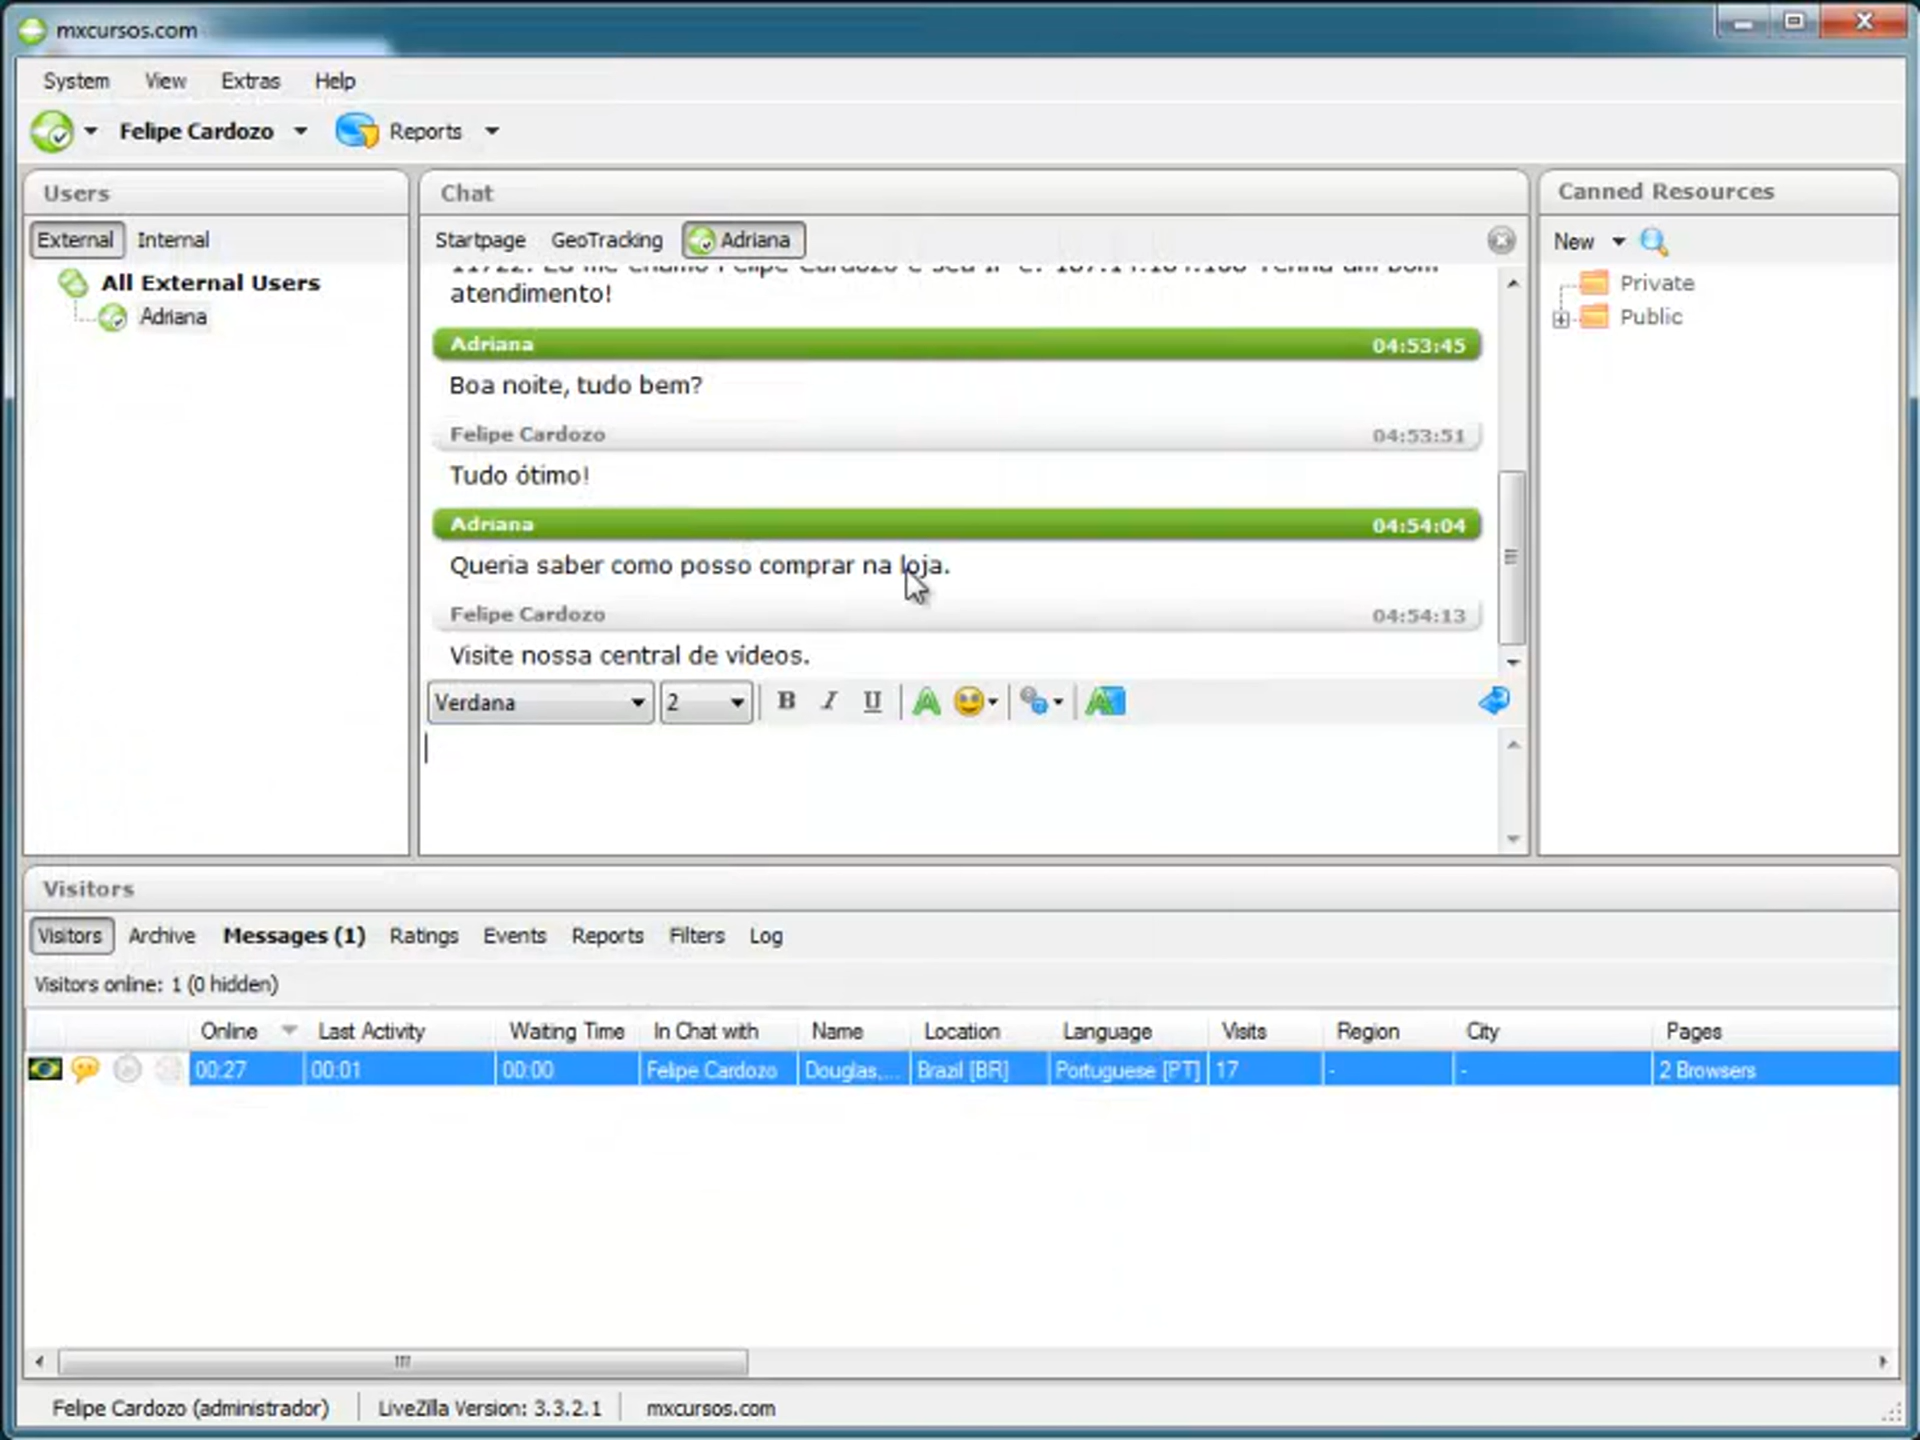 mxcursos.com
System View Extras Help
Felipe Cardozo Reports
Users
External Internal
All External Users
Adriana
Chat
Startpage GeoTracking Adriana
atendimento!
Adriana 04:53:45
Boa noite, tudo bem?
Felipe Cardozo 04:53:51
Tudo ótimo!
Adriana 04:54:04
Queria saber como posso comprar na loja.
Felipe Cardozo 04:54:13
Visite nossa central de vídeos.
Verdana 2 B I U
Canned Resources
New
Private
Public
Visitors
Visitors Archive Messages (1) Ratings Events Reports Filters Log
Visitors online: 1 (0 hidden)
Online Last Activity Waiting Time In Chat with Name Location Language Visits Region City Pages
00:27 00:01 00:00 Felipe Cardozo Douglas,... Brazil [BR] Portuguese [PT] 17 - - 2 Browsers
Felipe Cardozo (administrador) LiveZilla Version: 3.3.2.1 mxcursos.com